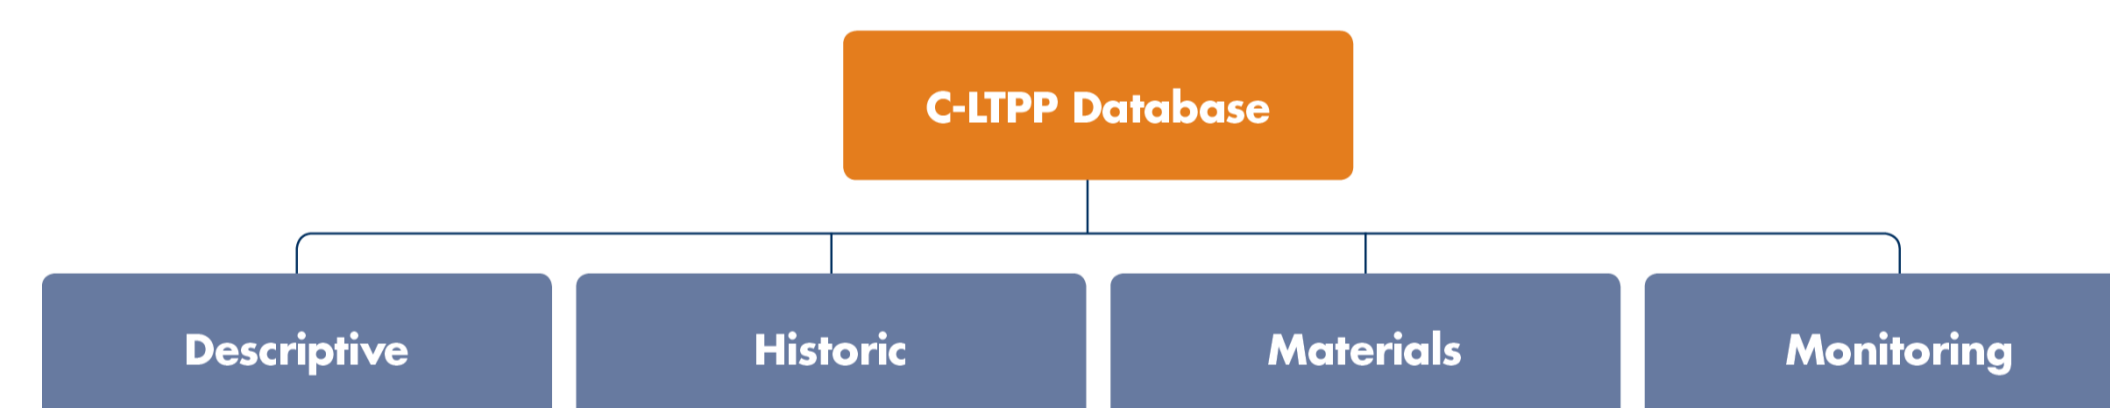 C-LTPP Database
Descriptive
Historic
Materials
Monitoring